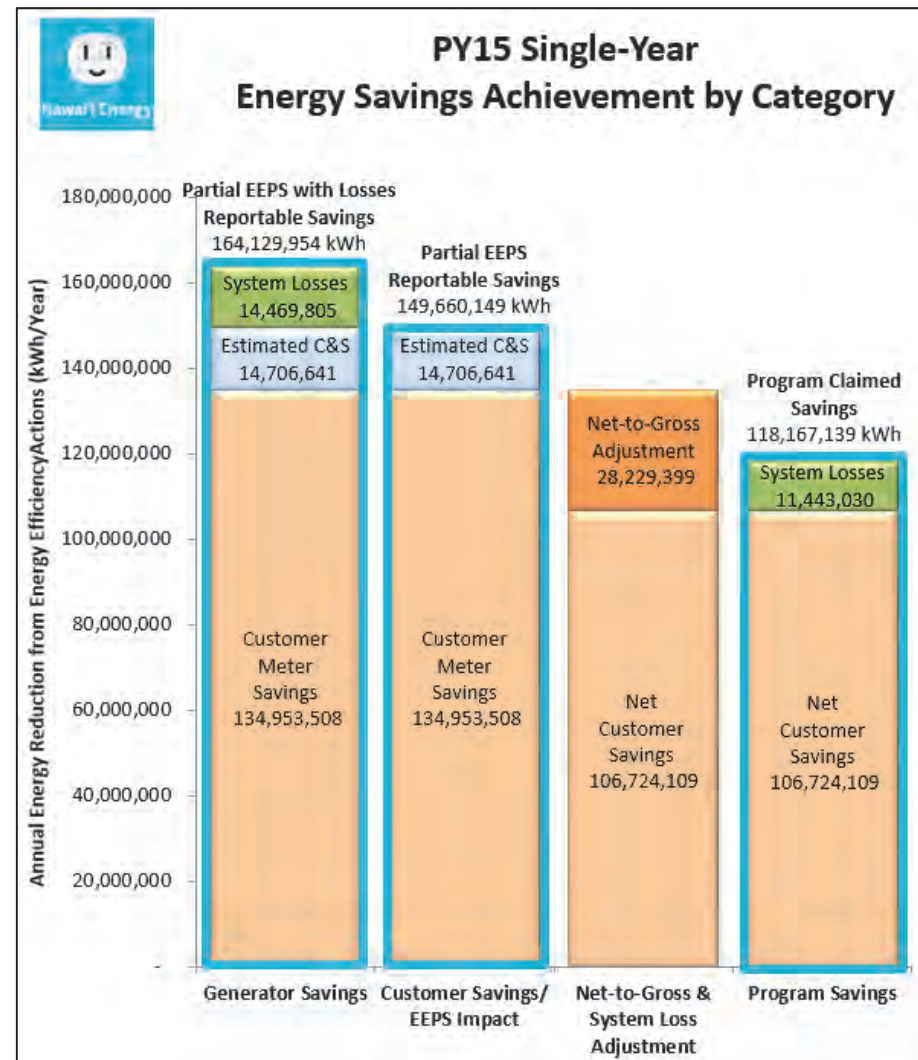 Hawai'i Energy
PY15 Single-Year
Energy Savings Achievement by Category
Annual Energy Reduction from Energy EfficiencyActions (kWh/Year)
180,000,000
160,000,000
140,000,000
120,000,000
100,000,000
80,000,000
60,000,000
40,000,000
20,000,000
-
Partial EEPS with Losses
Reportable Savings
164,129,954 kWh
System Losses
14,469,805
Estimated C&S
14,706,641
Customer
Meter
Savings
134,953,508
Partial EEPS
Reportable Savings
149,660,149 kWh
Estimated C&S
14,706,641
Customer
Meter
Savings
134,953,508
Net-to-Gross
Adjustment
28,229,399
Net
Customer
Savings
106,724,109
Program Claimed
Savings
118,167,139 kWh
System Losses
11,443,030
Net
Customer
Savings
106,724,109
Generator Savings
Customer Savings/
EEPS Impact
Net-to-Gross &
System Loss
Adjustment
Program Savings